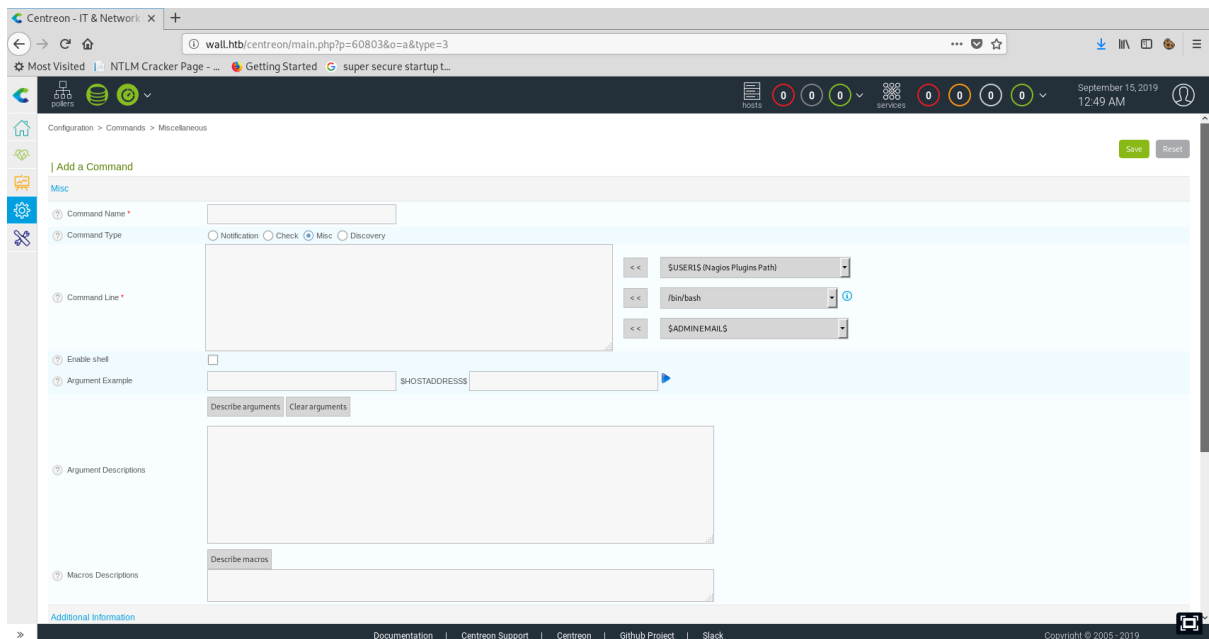 Centreon - IT & Network
wall.htb/centreon/main.php?p=60803&o=a&type=3
Most Visited NTLM Cracker Page - ... Getting Started super secure startup t...
pollers
hosts 0 0 0 services 0 0 0 0
September 15, 2019
12:49 AM
Configuration > Commands > Miscellaneous
Save Reset
| Add a Command
Misc
? Command Name *
? Command Type Notification Check Misc Discovery
<< $USER1$ (Nagios Plugins Path)
? Command Line * << /bin/bash
<< $ADMINEMAIL$
? Enable shell
? Argument Example $HOSTADDRESS$
Describe arguments Clear arguments
? Argument Descriptions
Describe macros
? Macros Descriptions
Additional Information
Documentation | Centreon Support | Centreon | Github Project | Slack Copyright © 2005 - 2019